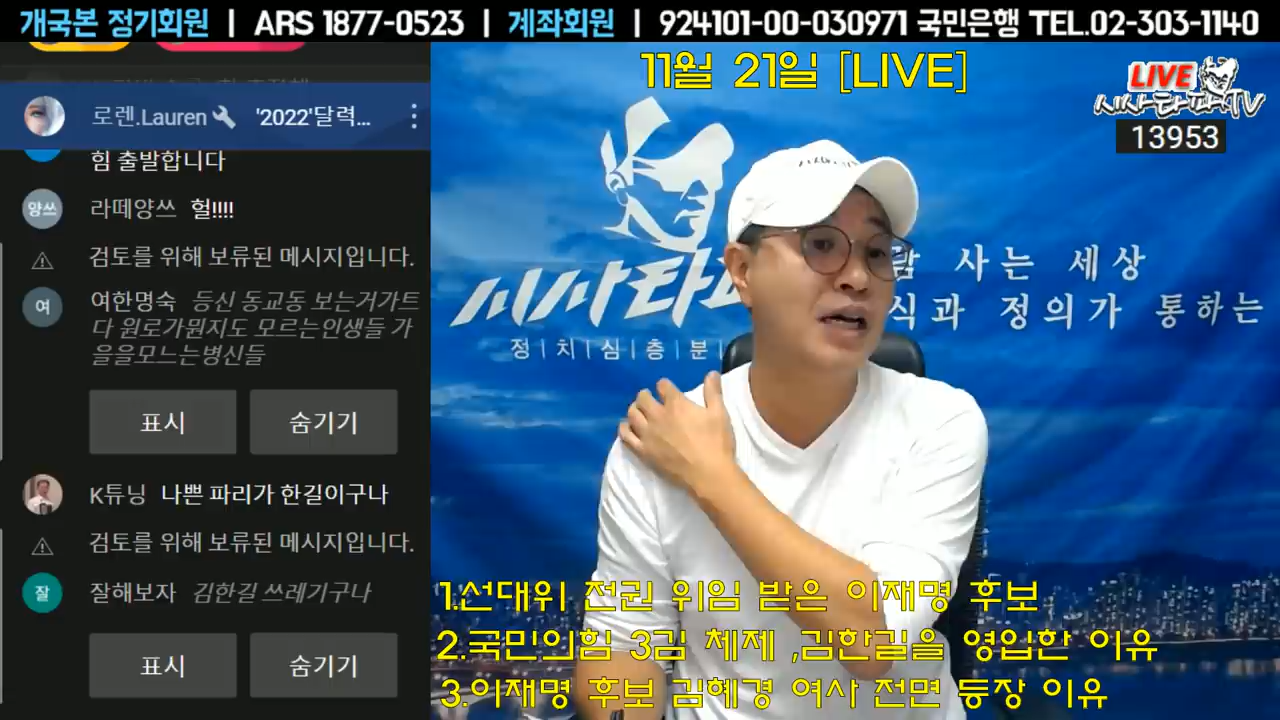 개국본 정기회원 | ARS 1877-0523 | 계좌회원 | 924101-00-030971 국민은행 TEL.02-303-1140
11월 21일 [LIVE]
LIVE
시사타파TV
13953
로렌.Lauren '2022'달력...
힘 출발합니다
양쓰 라떼양쓰 헐!!!!
검토를 위해 보류된 메시지입니다.
여 여한명숙 등신 동교동 보는거가트
다 원로가뭔지도 모르는인생들 가
을을모느는병신들
표시 숨기기
K튜닝 나쁜 파리가 한길이구나
검토를 위해 보류된 메시지입니다.
잘 잘해보자 김한길 쓰레기구나
표시 숨기기
시사타
정|치|심|층|분
람 사는 세상
식과 정의가 통하는
1.선대위 전권 위임 받은 이재명 후보
2.국민의힘 3김 체제 ,김한길을 영입한 이유
3.이재명 후보 김혜경 여사 전면 등장 이유